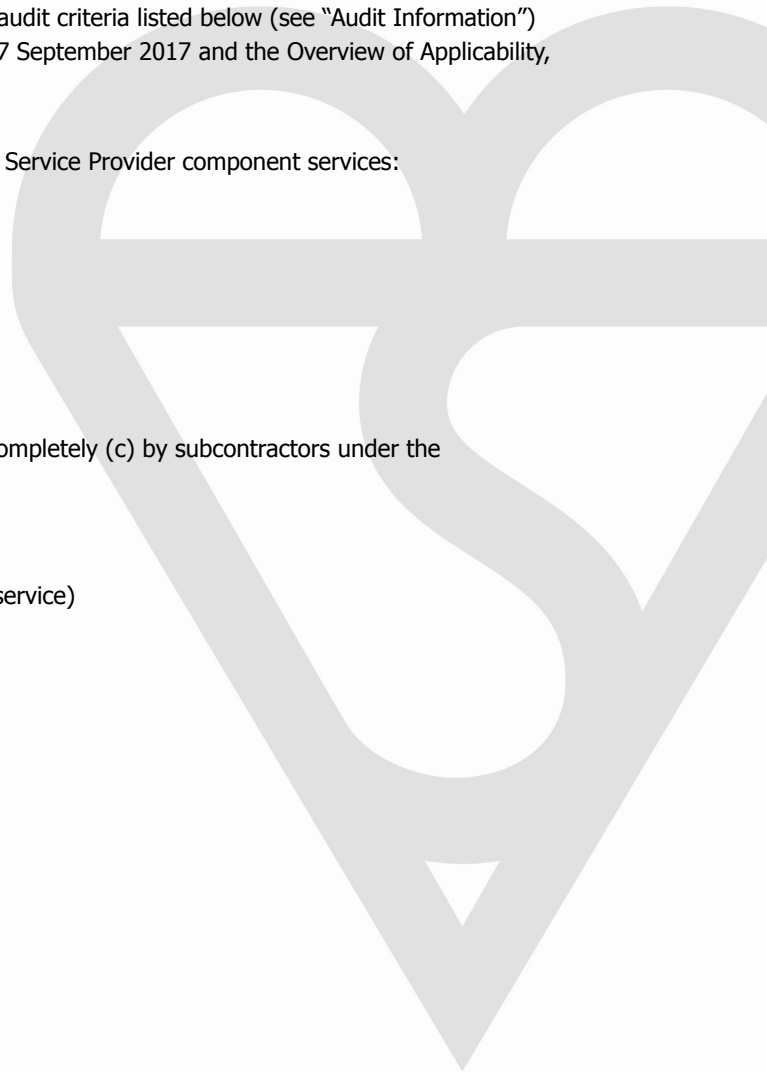 audit criteria listed below (see “Audit Information”)
7 September 2017 and the Overview of Applicability,
Service Provider component services:
ompletely (c) by subcontractors under the
service)